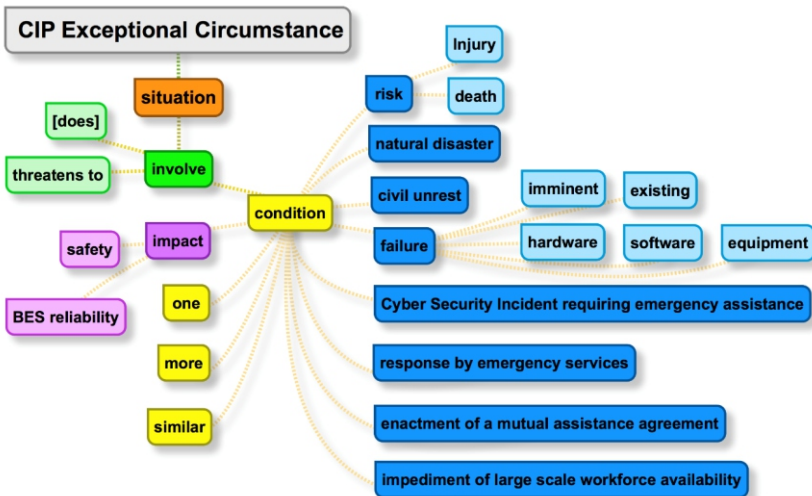 CIP Exceptional Circumstance
situation
[does]
threatens to
involve
condition
impact
safety
BES reliability
one
more
similar
risk
Injury
death
natural disaster
civil unrest
failure
imminent
existing
hardware
software
equipment
Cyber Security Incident requiring emergency assistance
response by emergency services
enactment of a mutual assistance agreement
impediment of large scale workforce availability